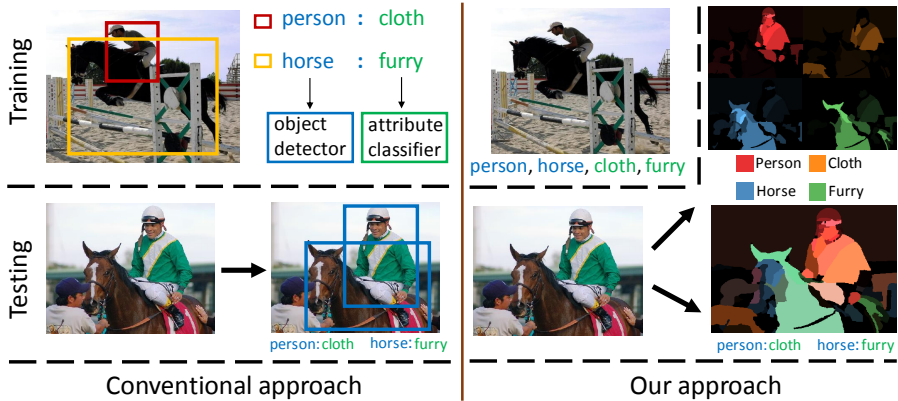 Training
person : cloth
horse : furry
object
detector
attribute
classifier
person, horse, cloth, furry
Person
Cloth
Horse
Furry
Testing
person:cloth
horse:furry
person:cloth
horse:furry
Conventional approach
Our approach